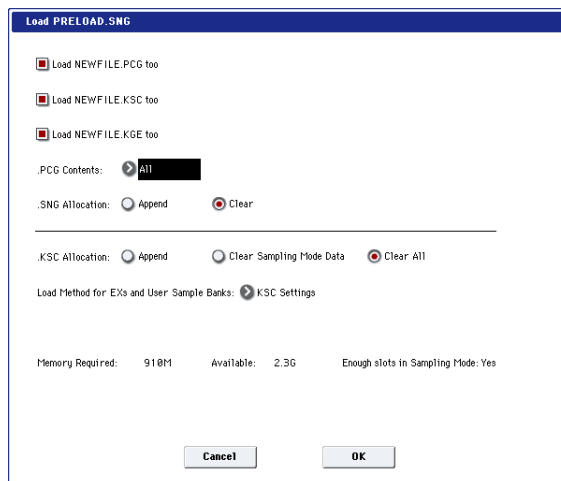 Load PRELOAD.SNG
Load NEWFILE.PCG too
Load NEWFILE.KSC too
Load NEWFILE.KGE too
.PCG Contents: All
.SNG Allocation: Append Clear
.KSC Allocation: Append Clear Sampling Mode Data Clear All
Load Method for EXs and User Sample Banks: KSC Settings
Memory Required: 910M Available: 2.3G Enough slots in Sampling Mode: Yes
Cancel OK